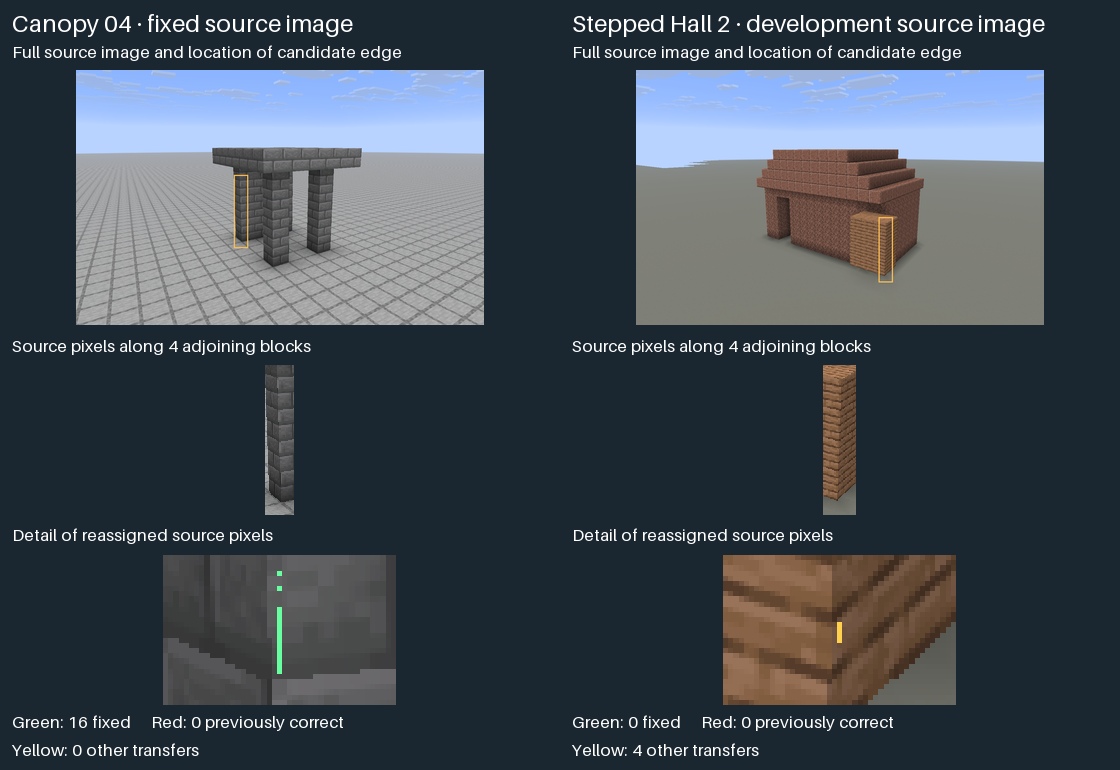 Canopy 04 · fixed source image
Full source image and location of candidate edge
Source pixels along 4 adjoining blocks
Detail of reassigned source pixels
Green: 16 fixed Red: 0 previously correct
Yellow: 0 other transfers
Stepped Hall 2 · development source image
Full source image and location of candidate edge
Source pixels along 4 adjoining blocks
Detail of reassigned source pixels
Green: 0 fixed Red: 0 previously correct
Yellow: 4 other transfers